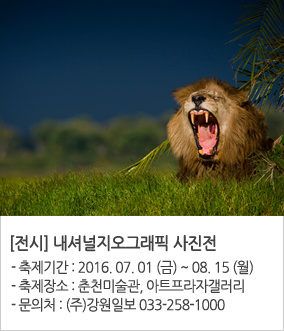 [전시] 내셔널지오그래픽 사진전
- 축제기간 : 2016. 07. 01 (금) ~ 08. 15 (월)
- 축제장소 : 춘천미술관, 아트프라자갤러리
- 문의처 : (주)강원일보 033-258-1000